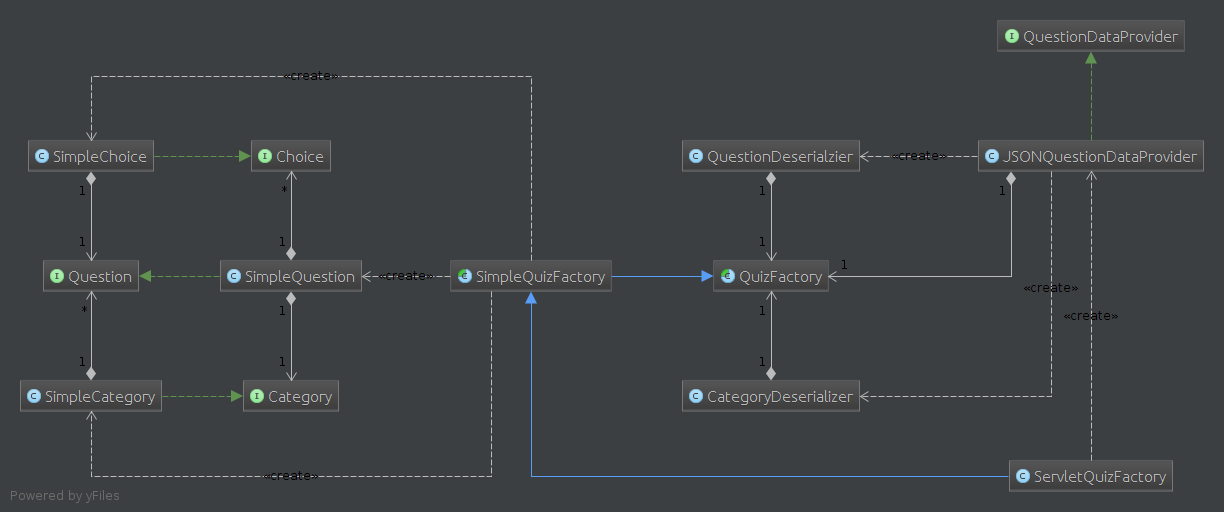 I QuestionDataProvider
«create»
C SimpleChoice
I Choice
C QuestionDeserialzier
«create»
C JSONQuestionDataProvider
1
*
1
1
1
1
1
1
I Question
C SimpleQuestion
«create»
C SimpleQuizFactory
C QuizFactory
«create»
*
1
1
«create»
1
1
1
C SimpleCategory
I Category
C CategoryDeserializer
«create»
C ServletQuizFactory
Powered by yFiles